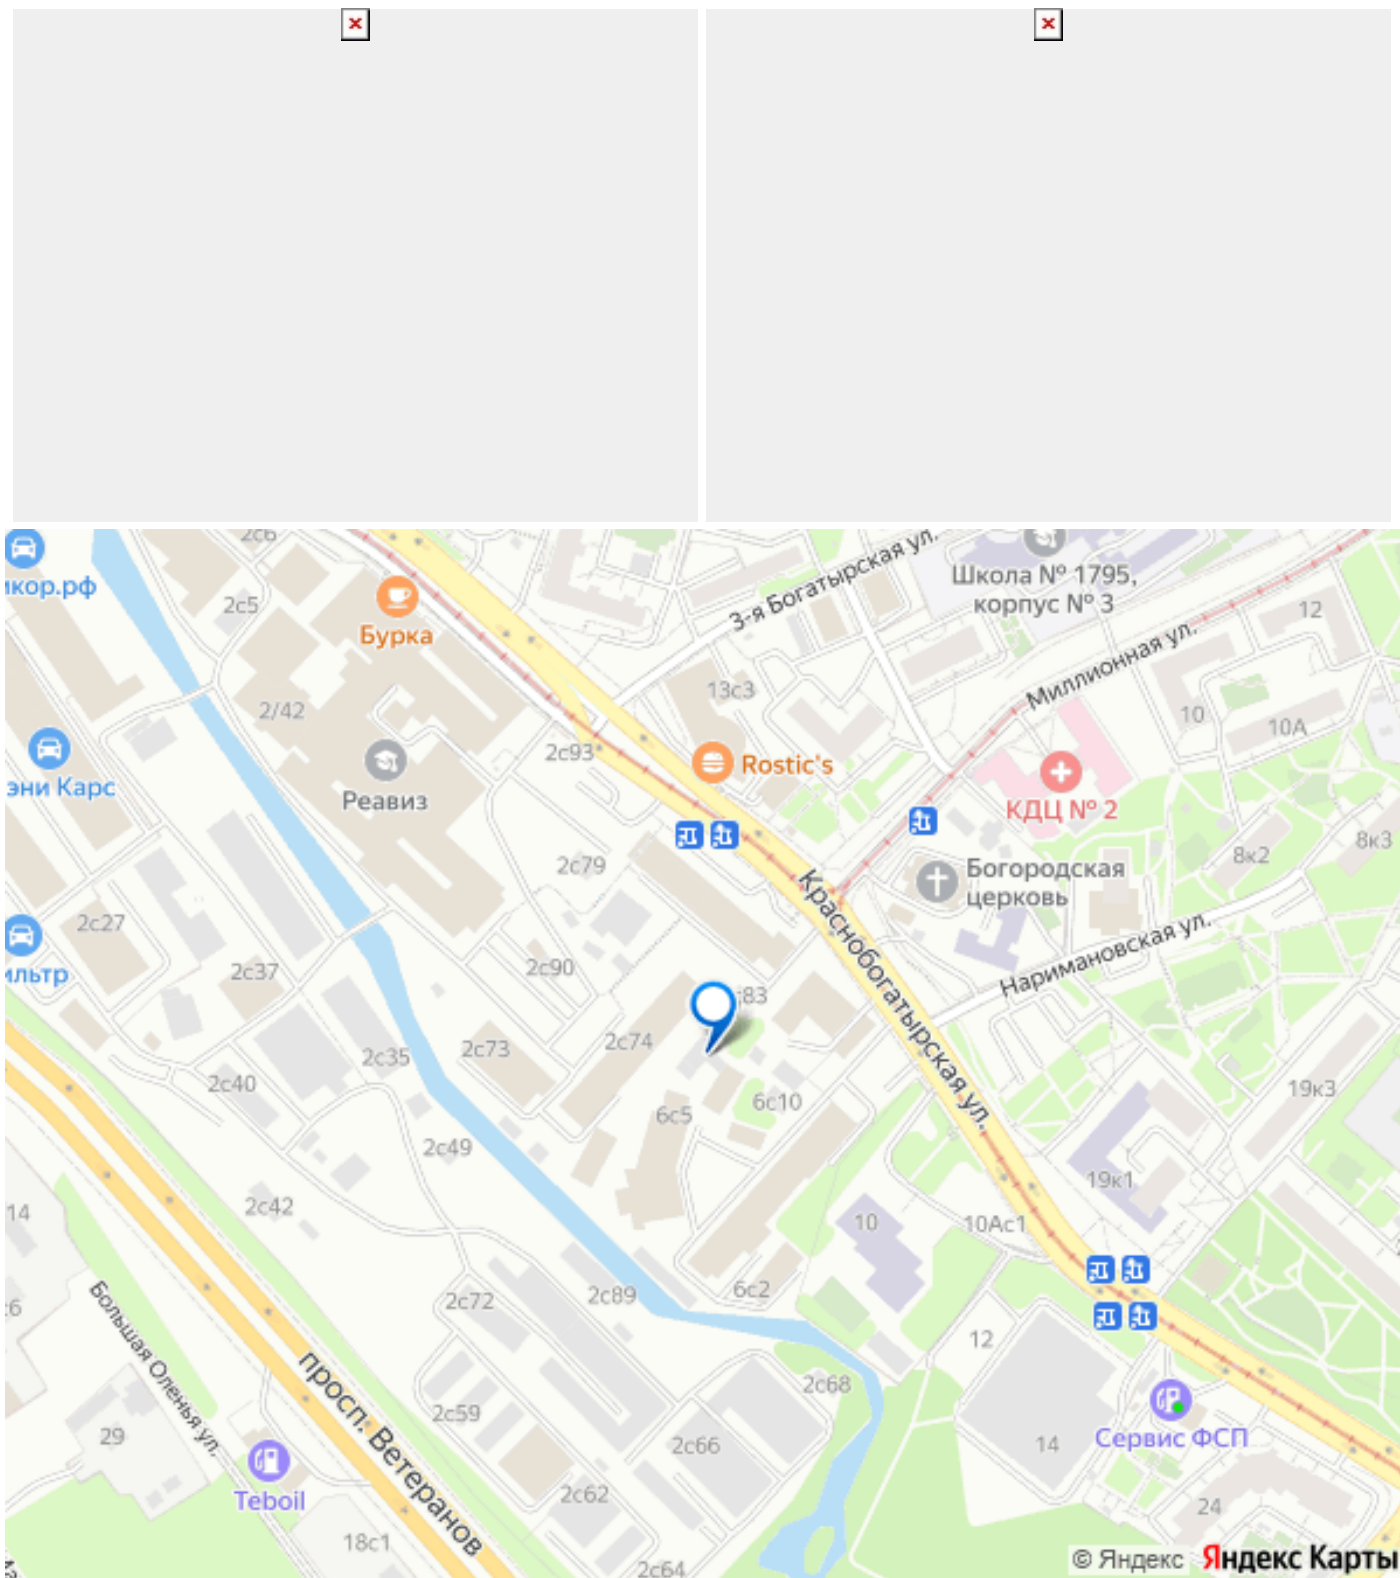 2с6
3-я Богатырская ул.
Школа № 1795,
корпус № 3
икор.рф
2с5
Бурка
12
Миллионная ул.
13с3
2/42
10
10А
2с93
Rostic's
эни Карс
Реавиз
КДЦ № 2
8к3
8к2
2с79
Богородская
церковь
Краснобогатырская ул.
2с27
Наримановская ул.
ильтр
2с37
2с90
83
2с74
2с73
2с35
2с40
19к3
6с10
6с5
2с49
19к1
2с42
14
10
10Ас1
6с2
2с89
2с72
:6
Большая Оленья ул.
12
просп. Ветеранов
2с68
2с59
29
2с66
14
Сервис ФСП
Teboil
2с62
24
18с1
2с64
© Яндекс
Яндекс Карты